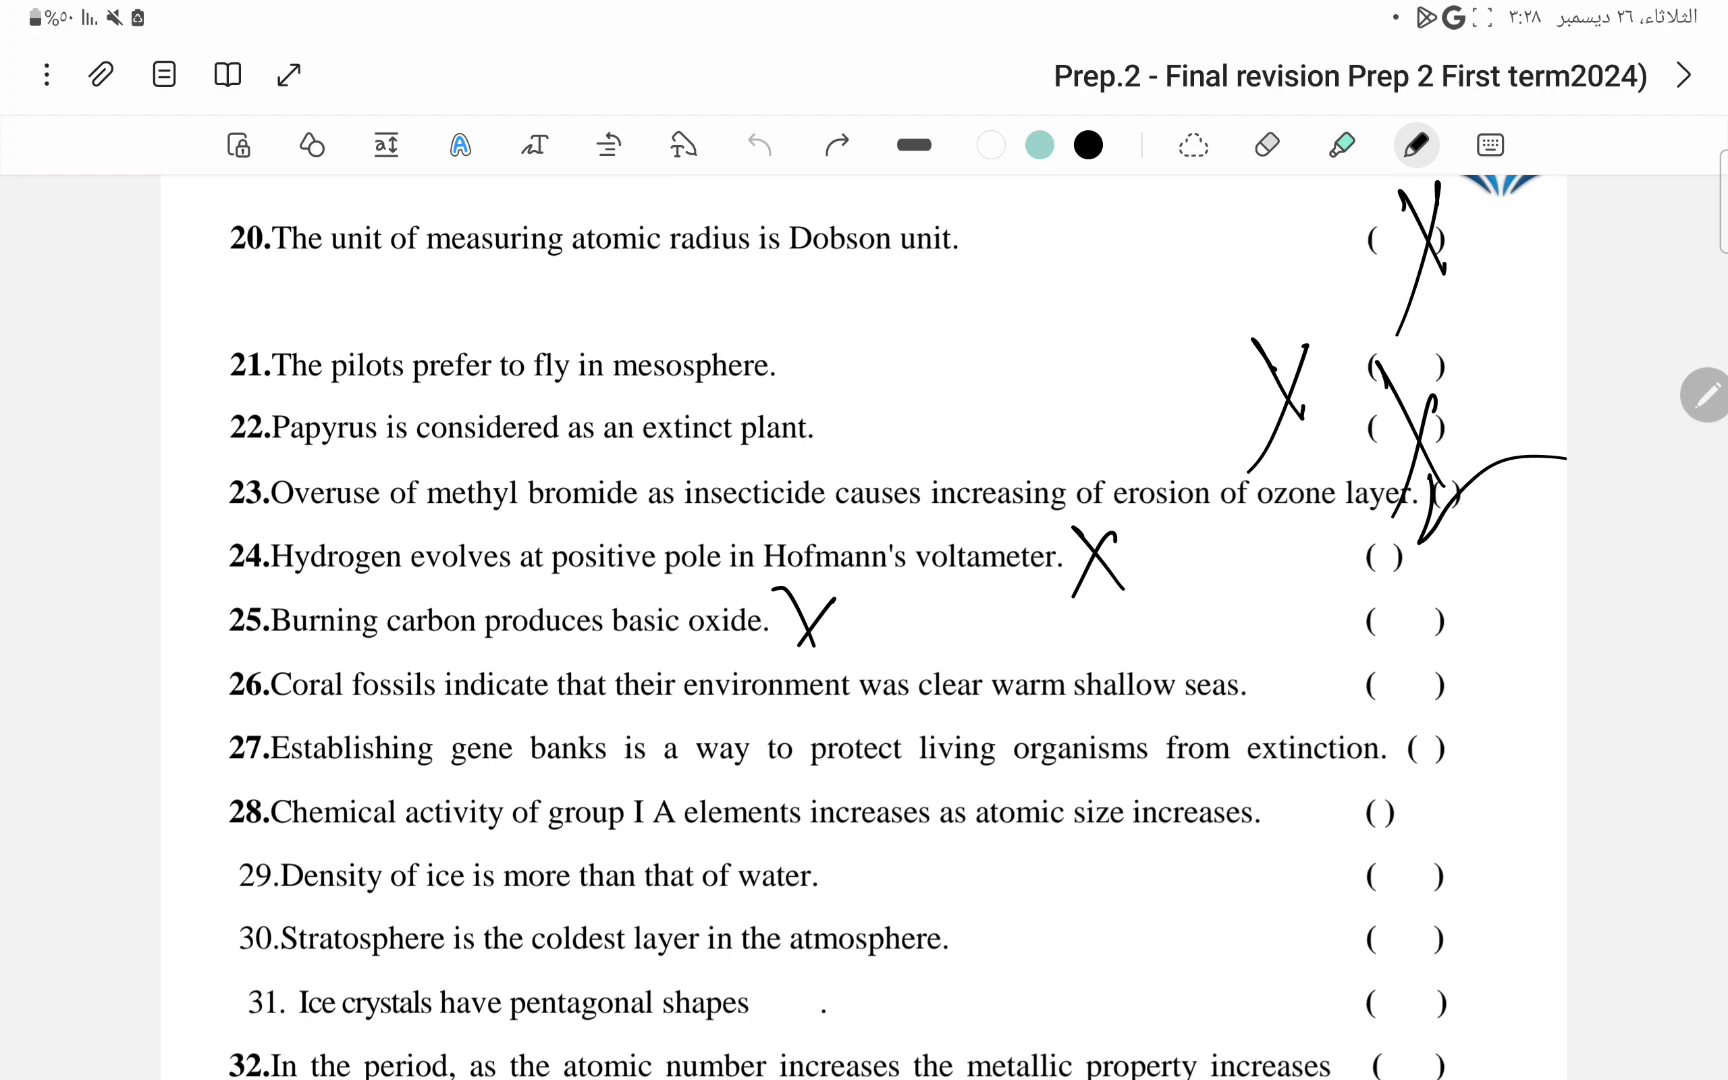 %٥٠
الثلاثاء، ٢٦ ديسمبر ٣:٢٨
Prep.2 - Final revision Prep 2 First term2024)
20.The unit of measuring atomic radius is Dobson unit. ( X )
21.The pilots prefer to fly in mesosphere. X ( )
22.Papyrus is considered as an extinct plant. ( X )
23.Overuse of methyl bromide as insecticide causes increasing of erosion of ozone layer. (✓)
24.Hydrogen evolves at positive pole in Hofmann's voltameter. X ( )
25.Burning carbon produces basic oxide. X ( )
26.Coral fossils indicate that their environment was clear warm shallow seas. ( )
27.Establishing gene banks is a way to protect living organisms from extinction. ( )
28.Chemical activity of group I A elements increases as atomic size increases. ( )
29.Density of ice is more than that of water. ( )
30.Stratosphere is the coldest layer in the atmosphere. ( )
31. Ice crystals have pentagonal shapes . ( )
32.In the period, as the atomic number increases the metallic property increases ( )